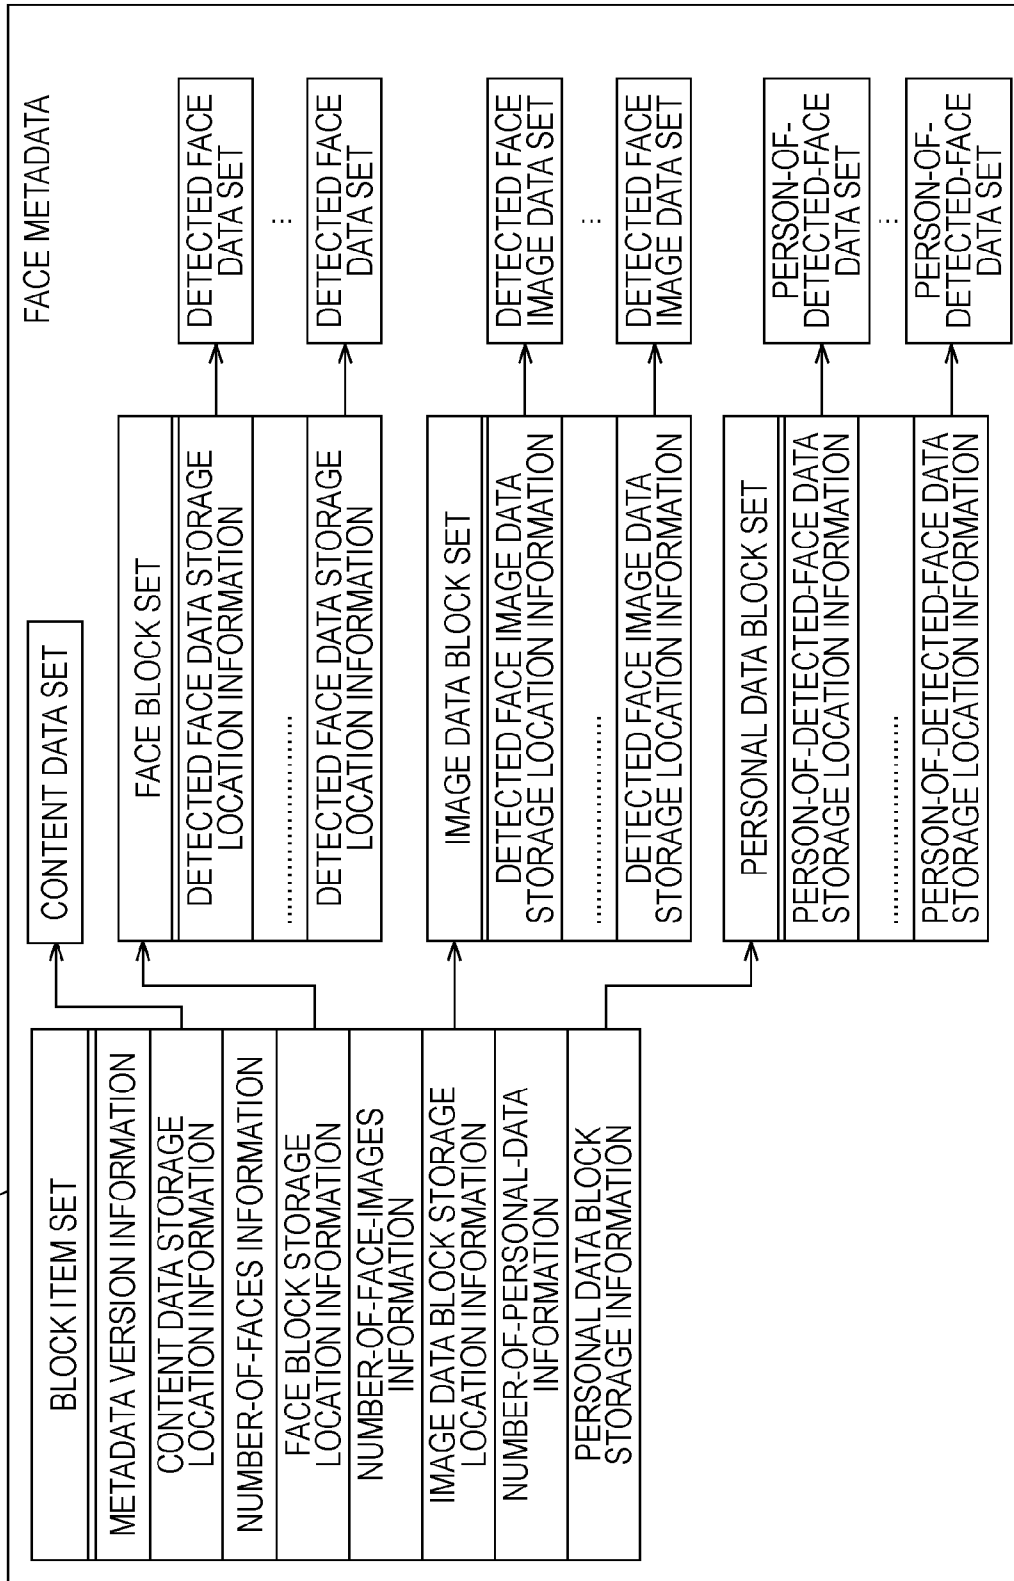 FACE METADATA
BLOCK ITEM SET
METADATA VERSION INFORMATION
CONTENT DATA STORAGE
LOCATION INFORMATION
NUMBER-OF-FACES INFORMATION
FACE BLOCK STORAGE
LOCATION INFORMATION
NUMBER-OF-FACE-IMAGES
INFORMATION
IMAGE DATA BLOCK STORAGE
LOCATION INFORMATION
NUMBER-OF-PERSONAL-DATA
INFORMATION
PERSONAL DATA BLOCK
STORAGE INFORMATION
CONTENT DATA SET
FACE BLOCK SET
DETECTED FACE DATA STORAGE
LOCATION INFORMATION
....................
DETECTED FACE DATA STORAGE
LOCATION INFORMATION
IMAGE DATA BLOCK SET
DETECTED FACE IMAGE DATA
STORAGE LOCATION INFORMATION
....................
DETECTED FACE IMAGE DATA
STORAGE LOCATION INFORMATION
PERSONAL DATA BLOCK SET
PERSON-OF-DETECTED-FACE DATA
STORAGE LOCATION INFORMATION
....................
PERSON-OF-DETECTED-FACE DATA
STORAGE LOCATION INFORMATION
DETECTED FACE
DATA SET
...
DETECTED FACE
DATA SET
DETECTED FACE
IMAGE DATA SET
...
DETECTED FACE
IMAGE DATA SET
PERSON-OF-
DETECTED-FACE
DATA SET
...
PERSON-OF-
DETECTED-FACE
DATA SET